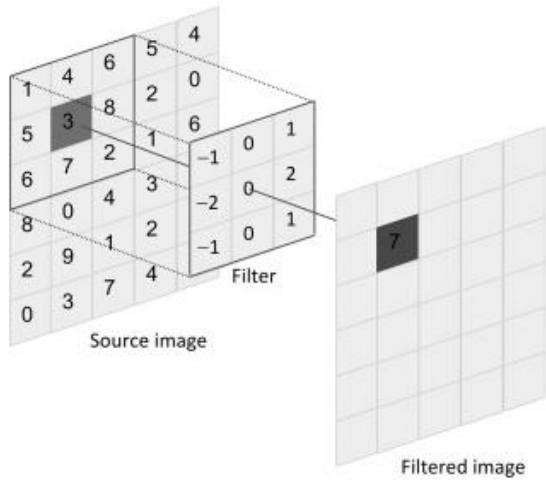 1 4 6 5 4
5 3 8 2 0
6 7 2 1 6
8 0 4 3
2 9 1 2
0 3 7 4
Source image
−1 0 1
−2 0 2
−1 0 1
Filter
7
Filtered image